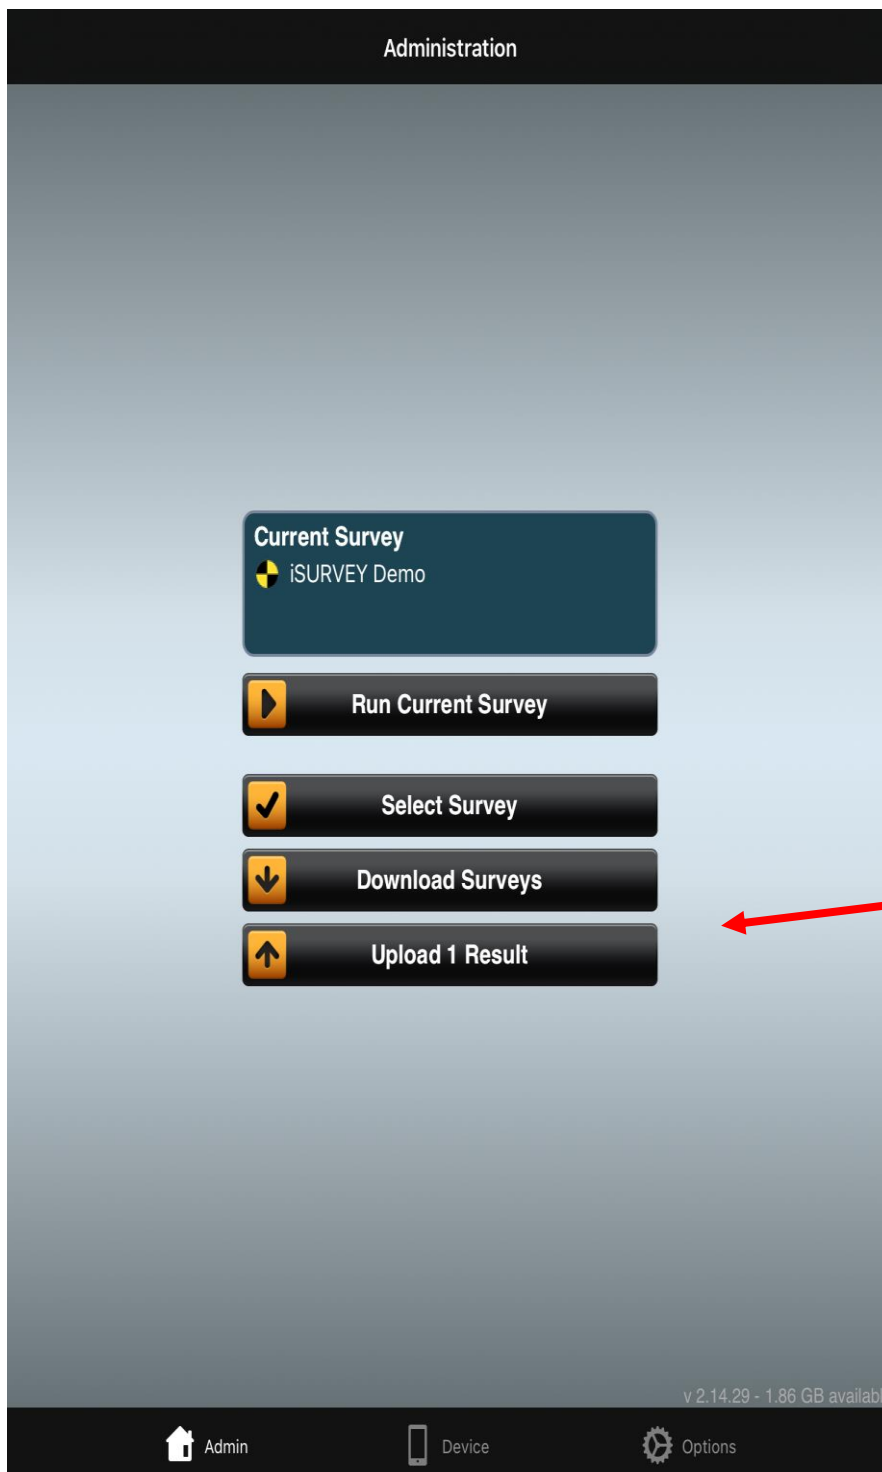 Administration
Current Survey
iSURVEY Demo
Run Current Survey
Select Survey
Download Surveys
Upload 1 Result
v 2.14.29 - 1.86 GB availabl
Admin
Device
Options